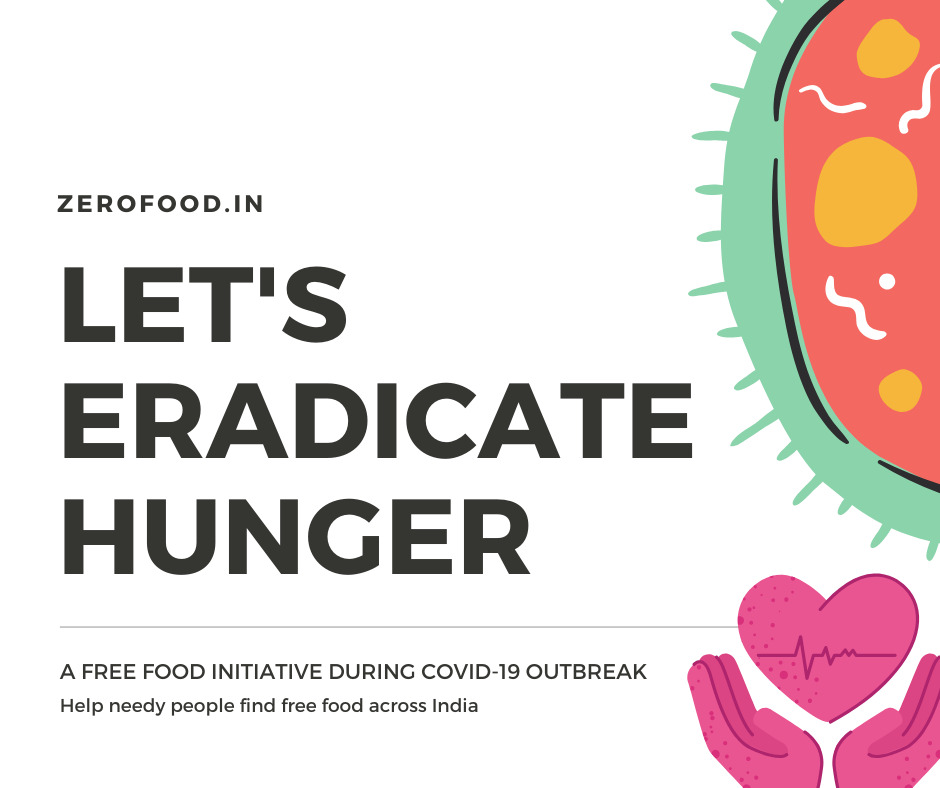 ZEROFOOD.IN
LET'S
ERADICATE
HUNGER
A FREE FOOD INITIATIVE DURING COVID-19 OUTBREAK
Help needy people find free food across India